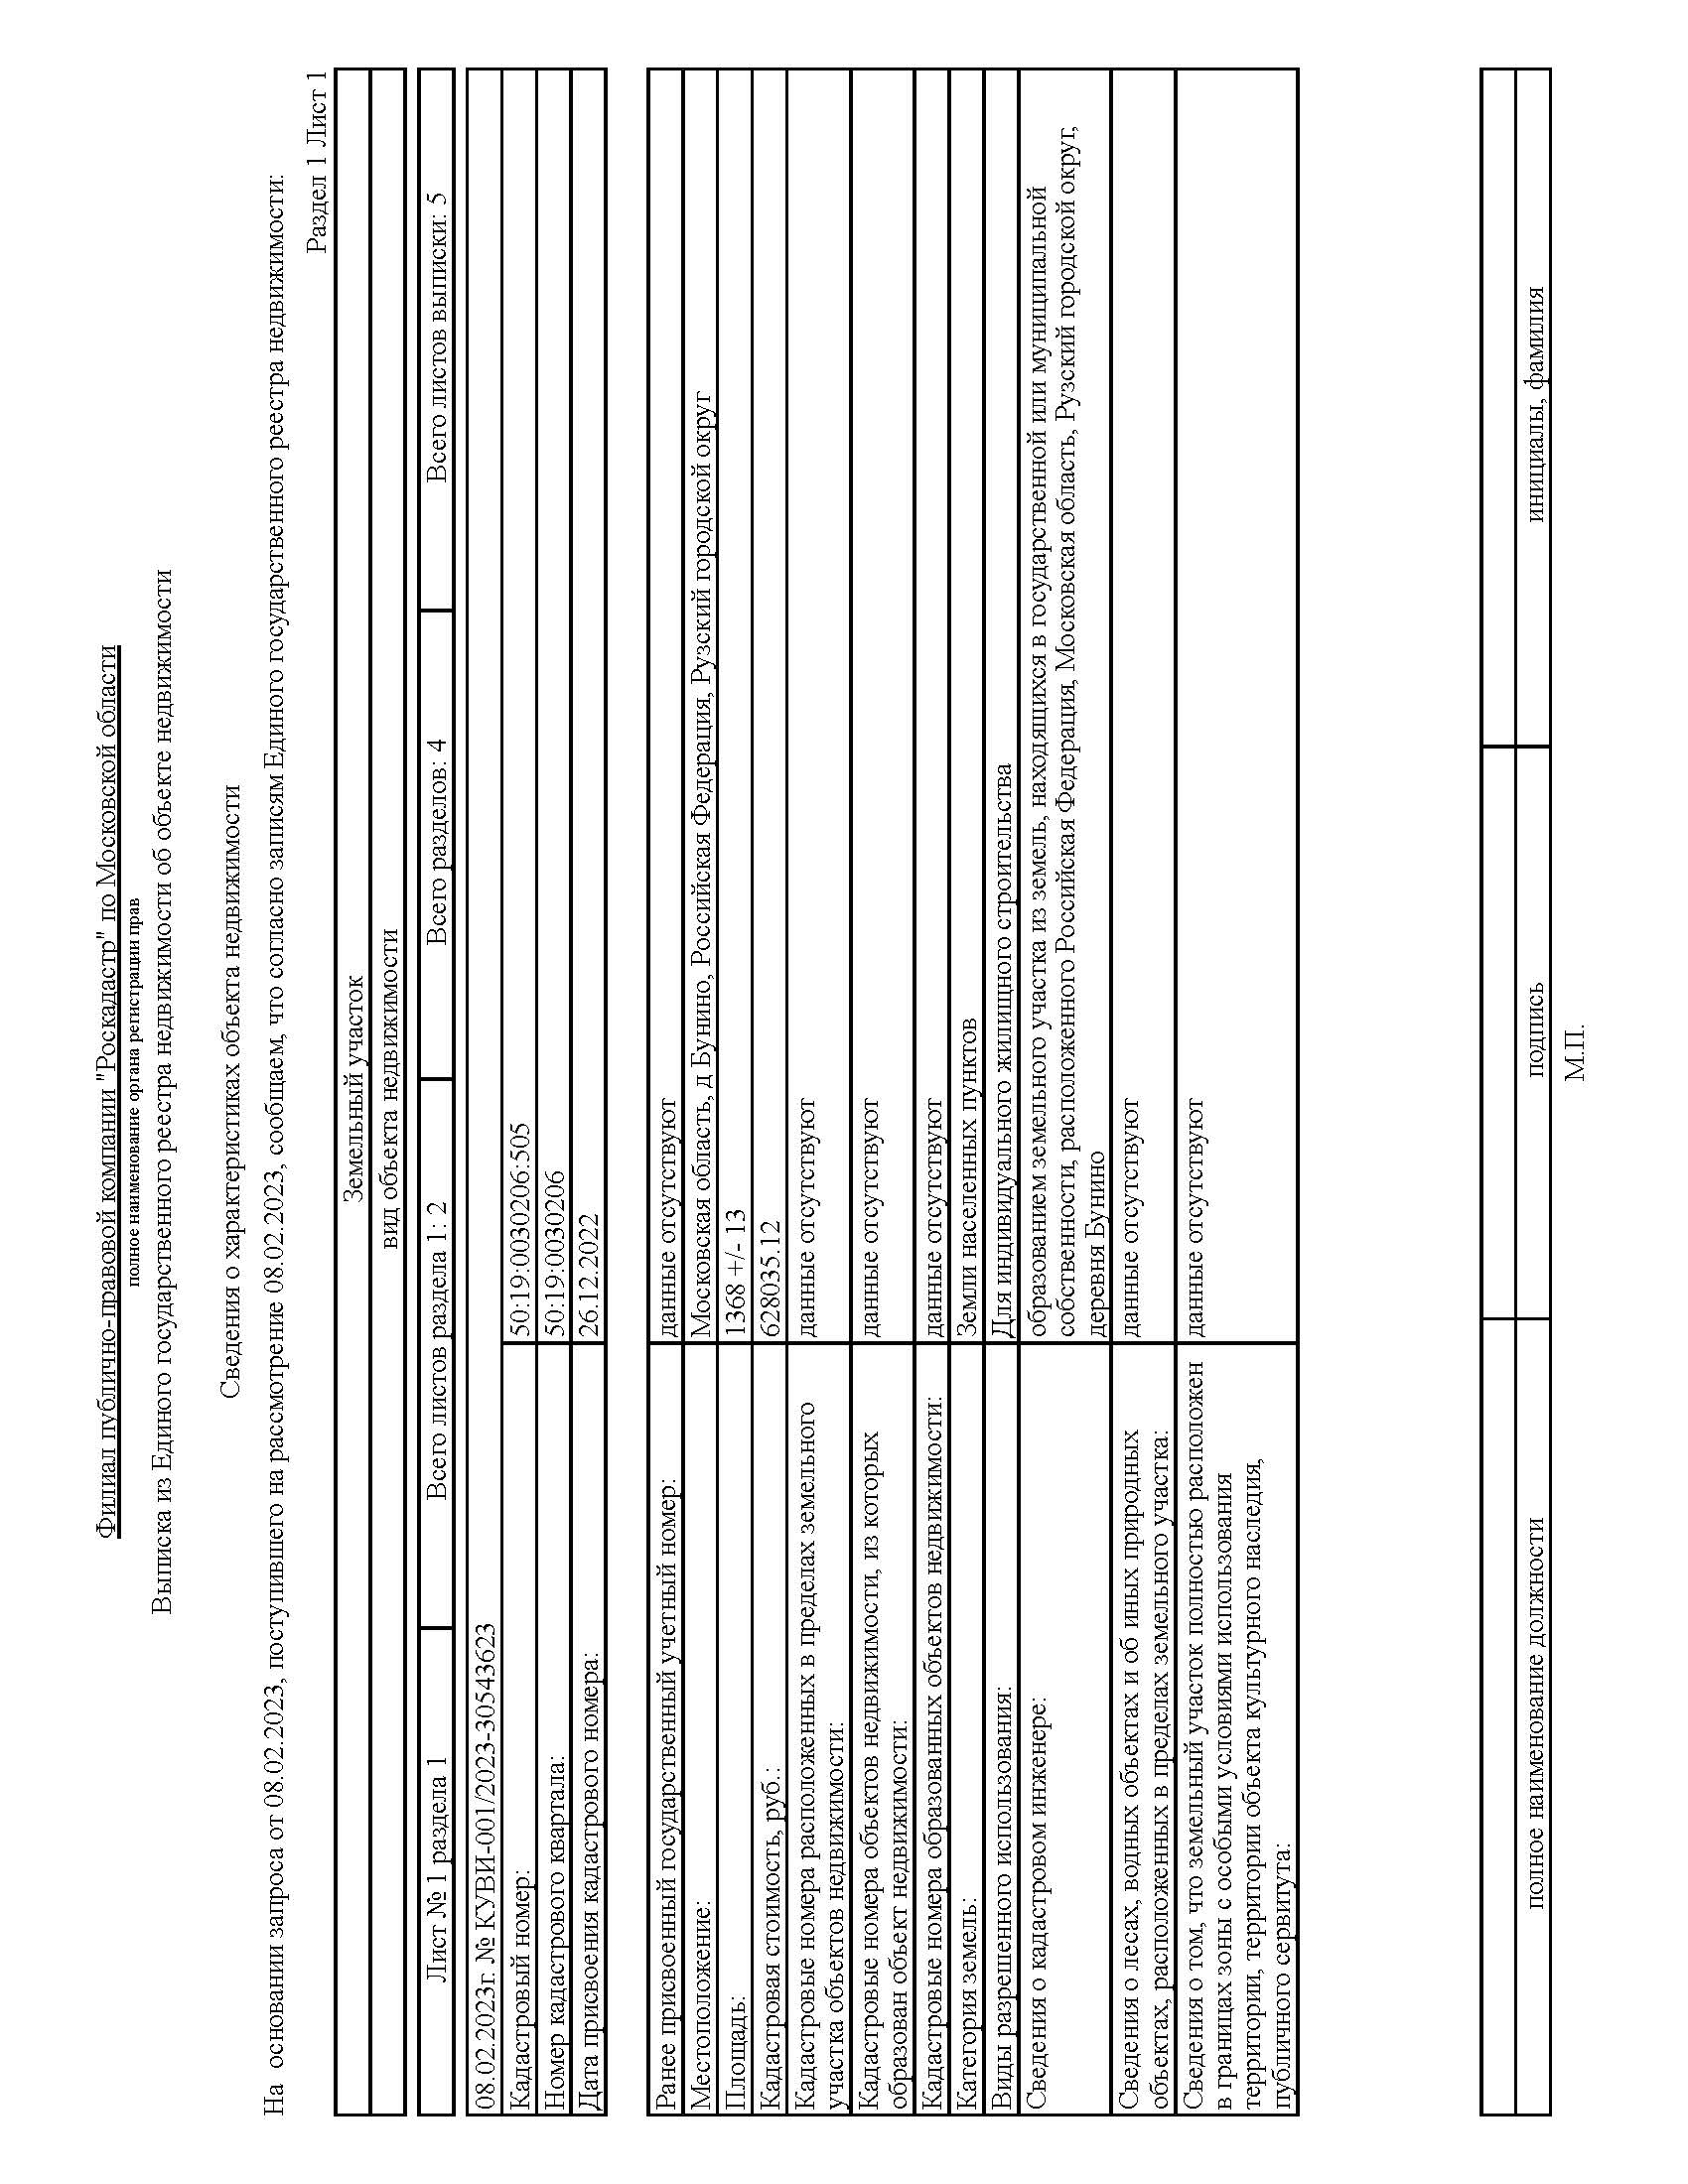 Филиал публично-правовой компании "Роскадастр" по Московской области
полное наименование органа регистрации прав
Выписка из Единого государственного реестра недвижимости об объекте недвижимости
Сведения о характеристиках объекта недвижимости
На основании запроса от 08.02.2023, поступившего на рассмотрение 08.02.2023, сообщаем, что согласно записям Единого государственного реестра недвижимости:
Раздел 1 Лист 1
Земельный участок
вид объекта недвижимости
Лист № 1 раздела 1 Всего листов раздела 1: 2 Всего разделов: 4 Всего листов выписки: 5
08.02.2023г. № КУВИ-001/2023-30543623
Кадастровый номер: 50:19:0030206:505
Номер кадастрового квартала: 50:19:0030206
Дата присвоения кадастрового номера: 26.12.2022
Ранее присвоенный государственный учетный номер: данные отсутствуют
Местоположение: Московская область, д Бунино, Российская Федерация, Рузский городской округ
Площадь: 1368 +/- 13
Кадастровая стоимость, руб.: 628035.12
Кадастровые номера расположенных в пределах земельного данные отсутствуют
участка объектов недвижимости:
Кадастровые номера объектов недвижимости, из которых данные отсутствуют
образован объект недвижимости:
Кадастровые номера образованных объектов недвижимости: данные отсутствуют
Категория земель: Земли населенных пунктов
Виды разрешенного использования: Для индивидуального жилищного строительства
Сведения о кадастровом инженере: образованием земельного участка из земель, находящихся в государственной или муниципальной
собственности, расположенного Российская Федерация, Московская область, Рузский городской округ,
деревня Бунино
Сведения о лесах, водных объектах и об иных природных данные отсутствуют
объектах, расположенных в пределах земельного участка:
Сведения о том, что земельный участок полностью расположен данные отсутствуют
в границах зоны с особыми условиями использования
территории, территории объекта культурного наследия,
публичного сервитута:
полное наименование должности подпись инициалы, фамилия
М.П.